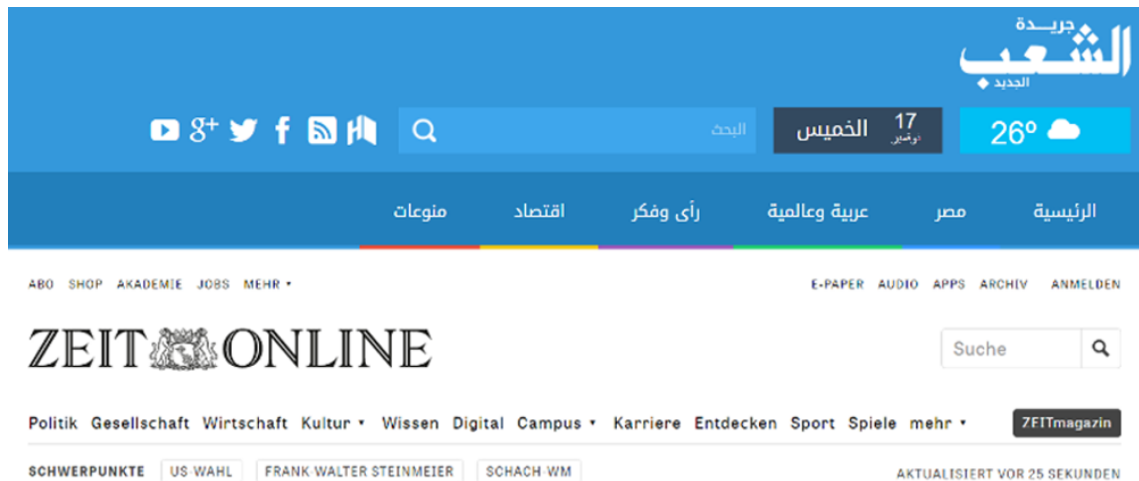 جريدة
الشعب
الجديد
26° 17 نوفمبر الخميس البحث
الرئيسية مصر عربية وعالمية رأى وفكر اقتصاد منوعات
ABO SHOP AKADEMIE JOBS MEHR E-PAPER AUDIO APPS ARCHIV ANMELDEN
ZEIT ONLINE Suche
Politik Gesellschaft Wirtschaft Kultur Wissen Digital Campus Karriere Entdecken Sport Spiele mehr ZEITmagazin
SCHWERPUNKTE US-WAHL FRANK-WALTER STEINMEIER SCHACH-WM AKTUALISIERT VOR 25 SEKUNDEN